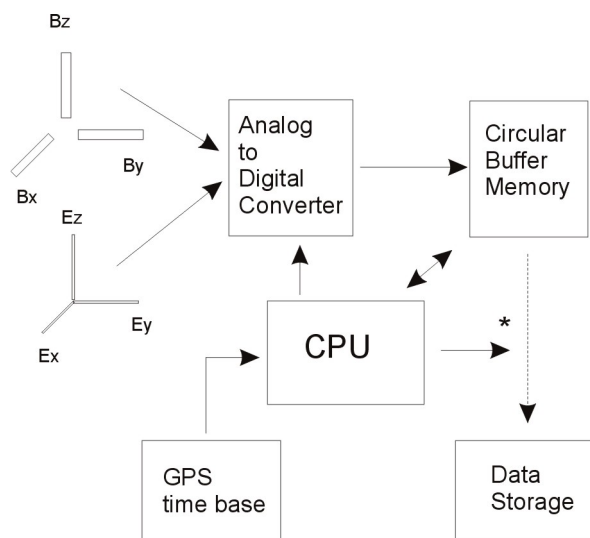 Bz
By
Bx
Ez
Ey
Ex
Analog
to
Digital
Converter
Circular
Buffer
Memory
CPU
*
GPS
time base
Data
Storage